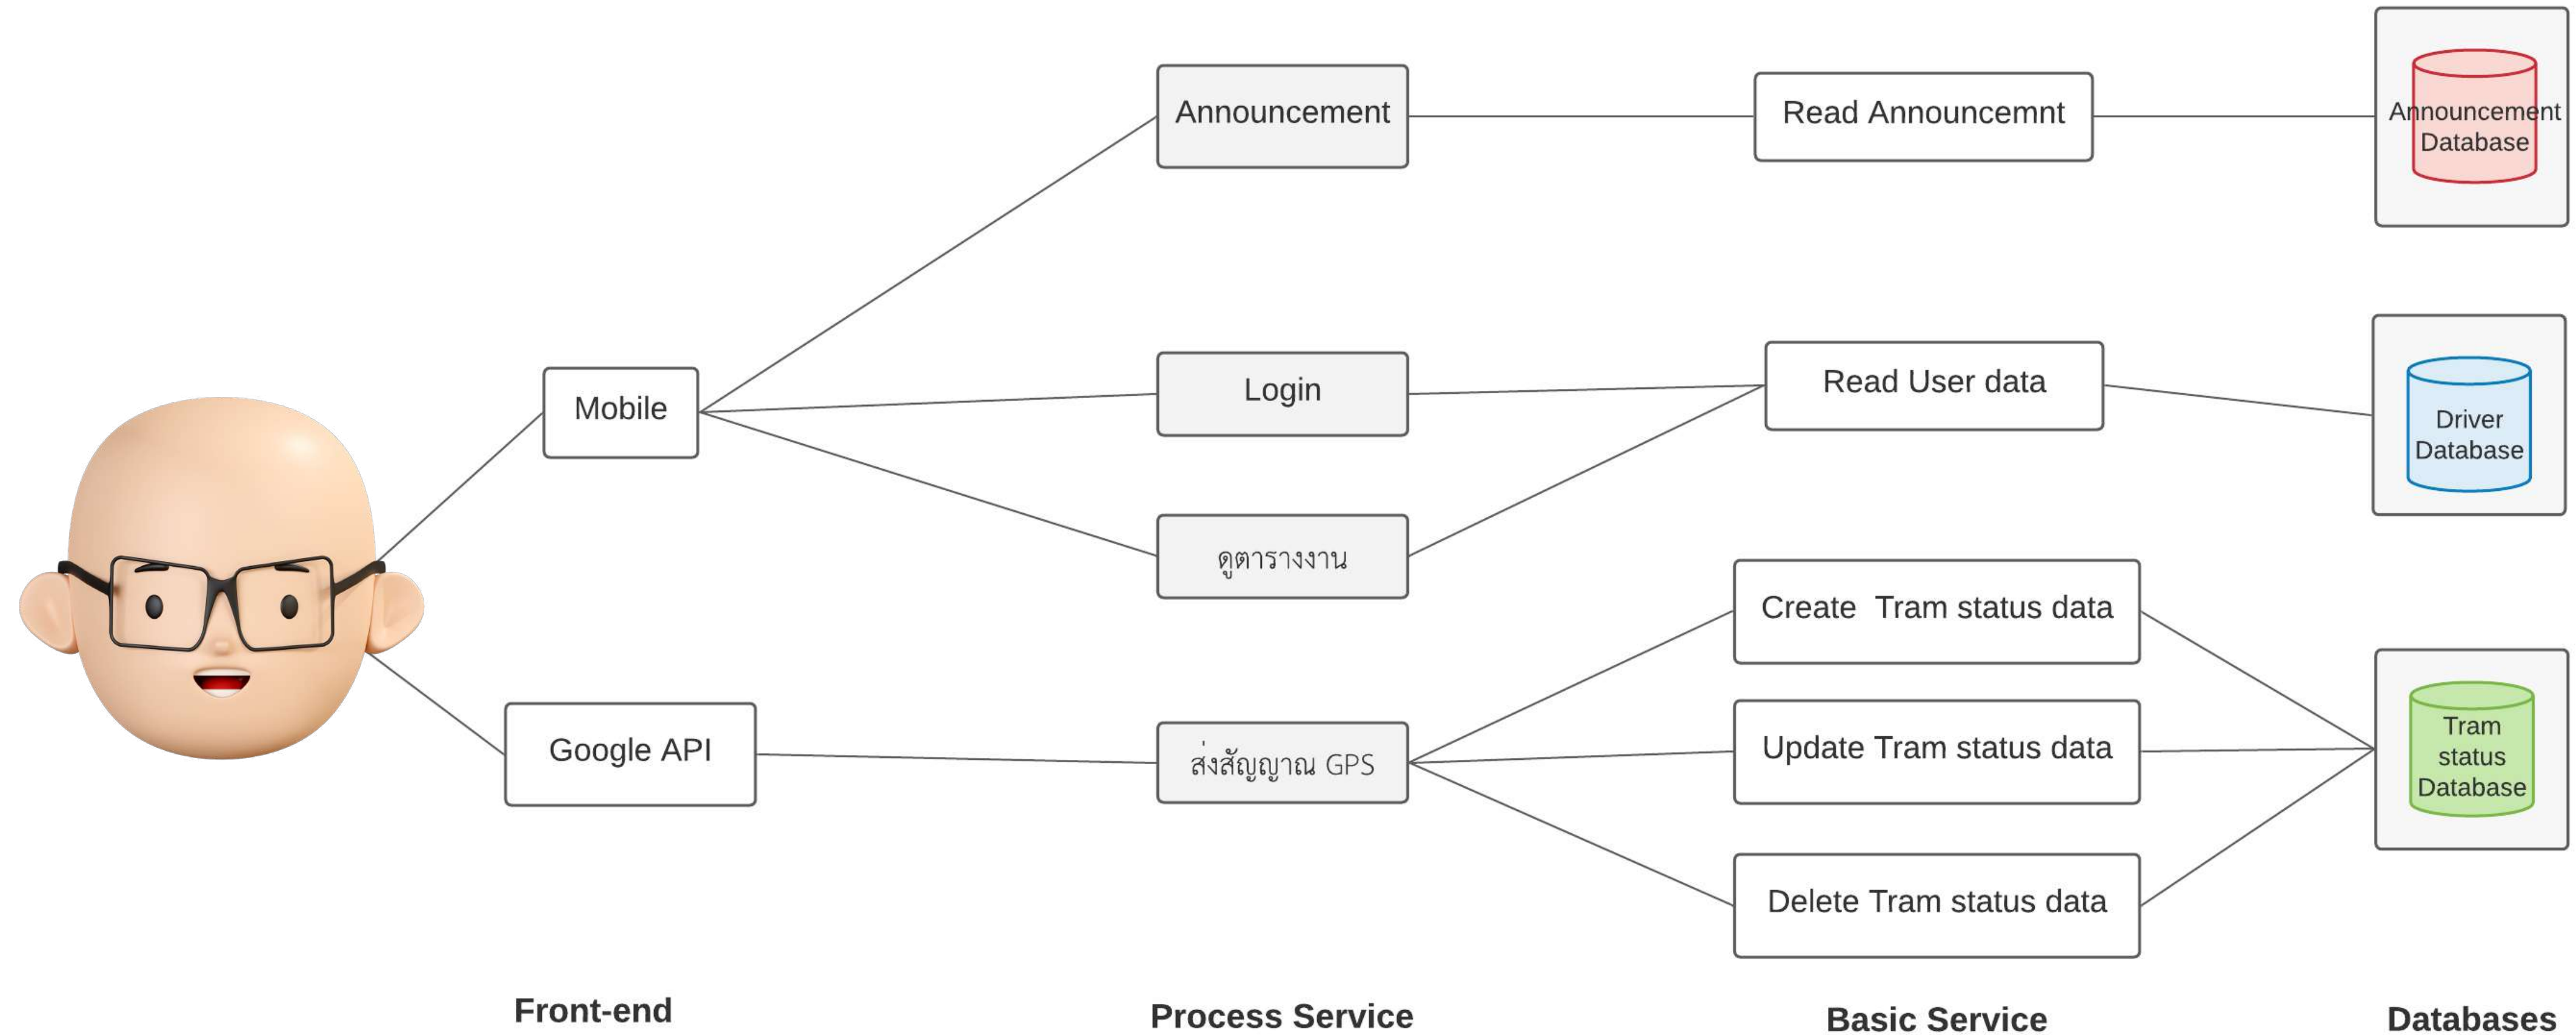 Announcement
Read Announcemnt
Announcement
Database
Mobile
Login
Read User data
Driver
Database
ดูตารางงาน
Create  Tram status data
Google API
ส่งสัญญาณ GPS
Update Tram status data
Tram
status
Database
Delete Tram status data
Front-end
Process Service
Basic Service
Databases